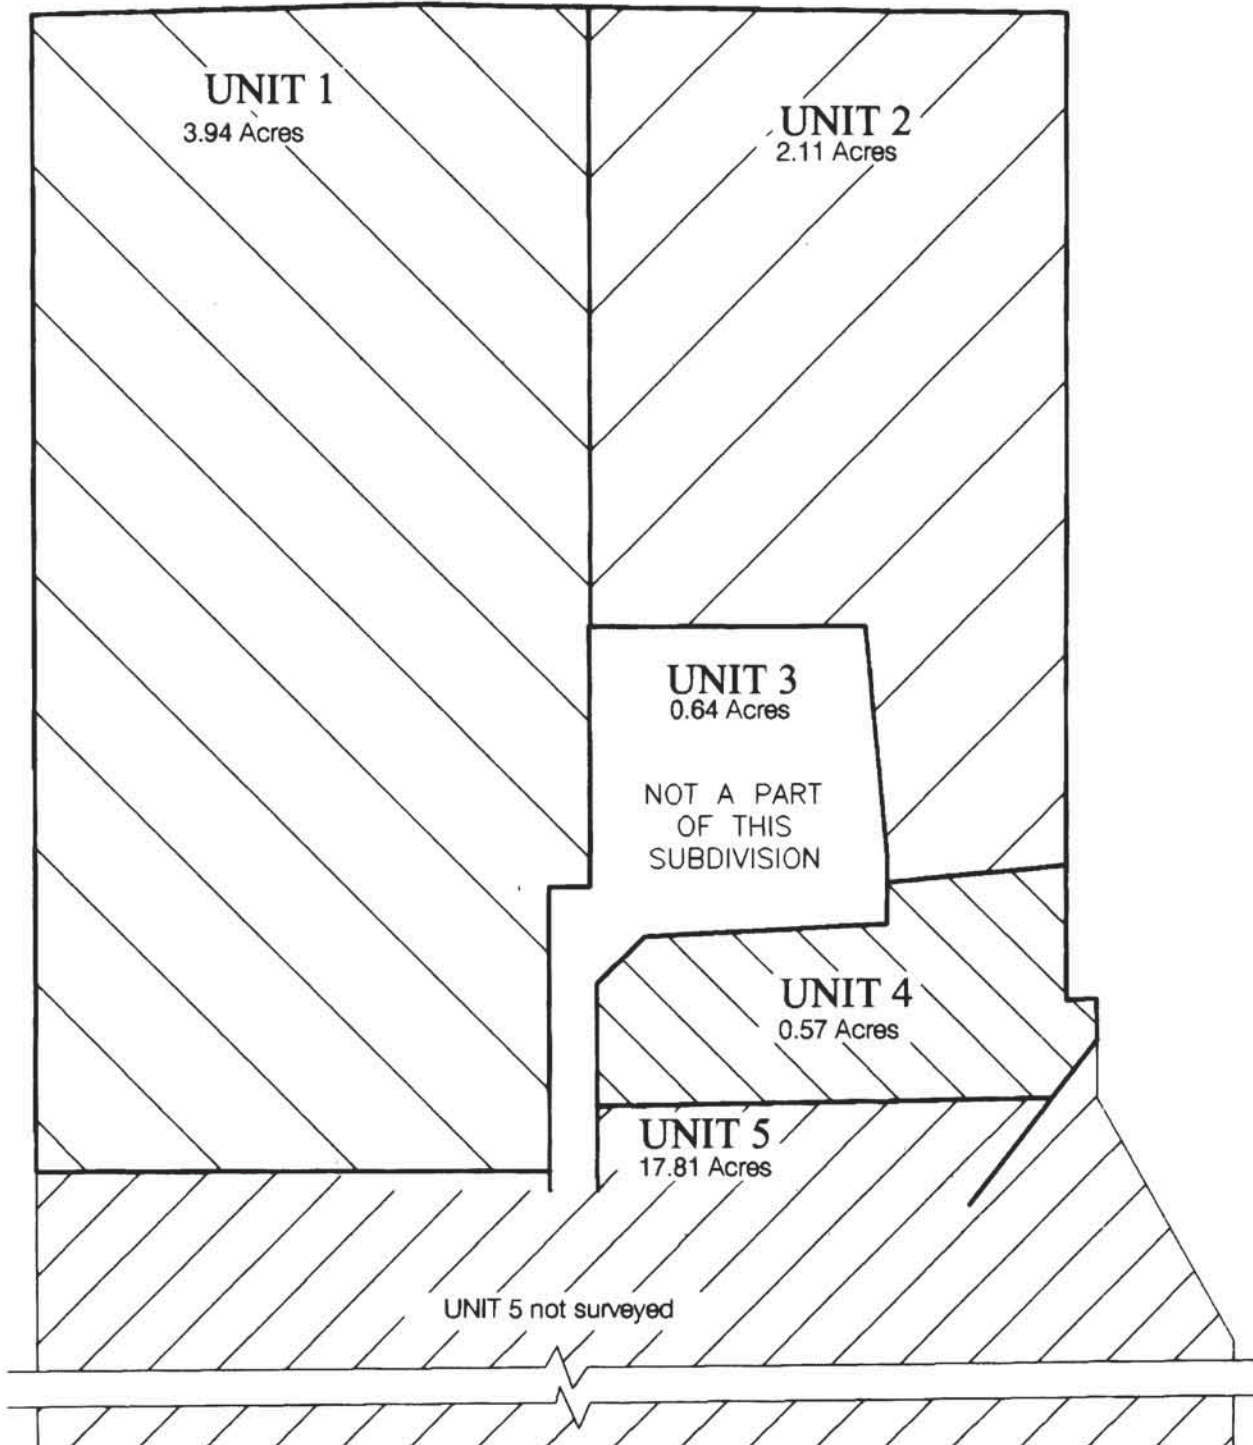 UNIT 1
3.94 Acres
UNIT 2
2.11 Acres
UNIT 3
0.64 Acres
NOT A PART
OF THIS
SUBDIVISION
UNIT 4
0.57 Acres
UNIT 5
17.81 Acres
UNIT 5 not surveyed